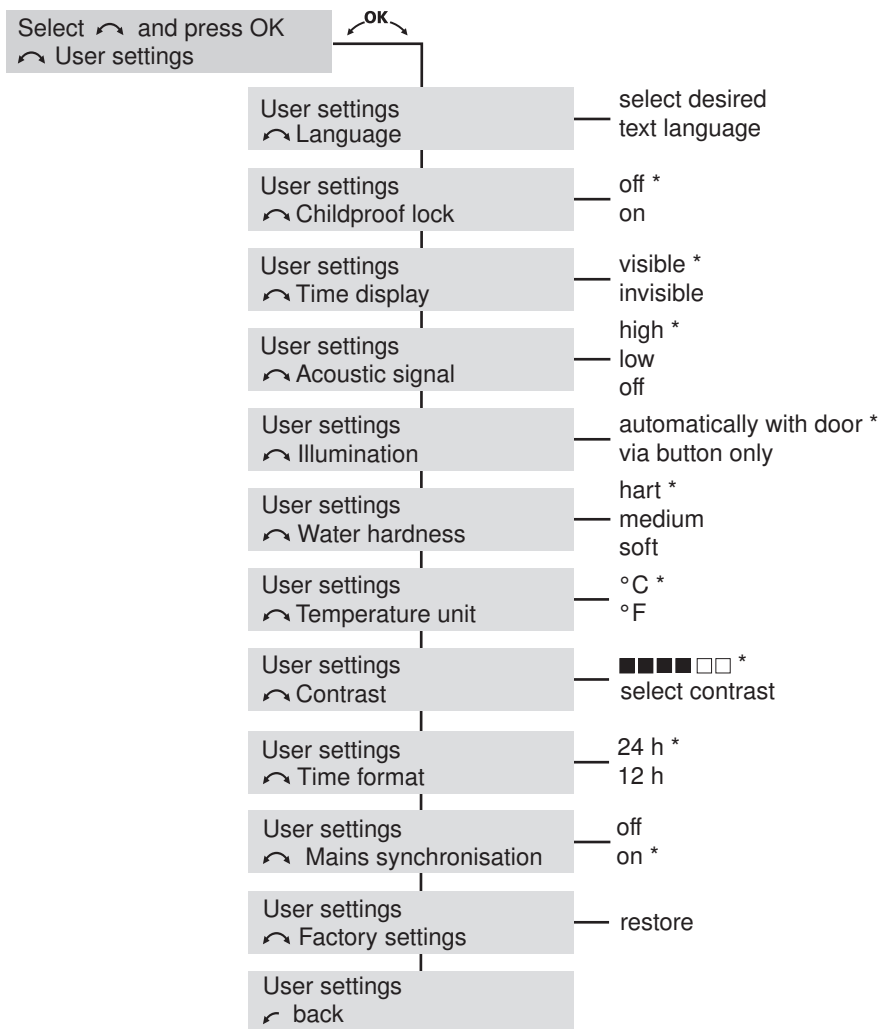 OK
Select and press OK
User settings
User settings
Language
select desired
text language
User settings
Childproof lock
off *
on
User settings
Time display
visible *
invisible
User settings
Acoustic signal
high *
low
off
User settings
Illumination
automatically with door *
via button only
User settings
Water hardness
hart *
medium
soft
User settings
Temperature unit
°C *
°F
User settings
Contrast
■■■■□□ *
select contrast
User settings
Time format
24 h *
12 h
User settings
Mains synchronisation
off
on *
User settings
Factory settings
restore
User settings
back